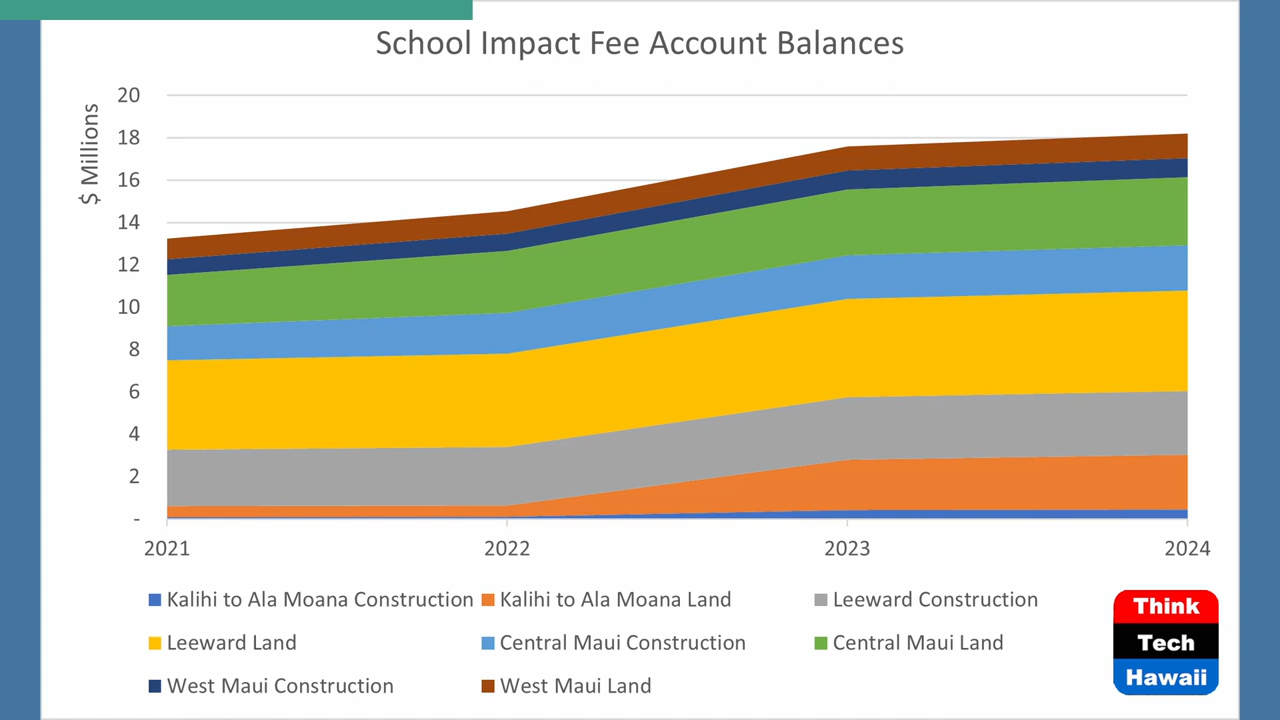 School Impact Fee Account Balances
$ Millions
20
18
16
14
12
10
8
6
4
2
-
2021 2022 2023 2024
Kalihi to Ala Moana Construction Kalihi to Ala Moana Land Leeward Construction
Leeward Land Central Maui Construction Central Maui Land
West Maui Construction West Maui Land
Think
Tech
Hawaii